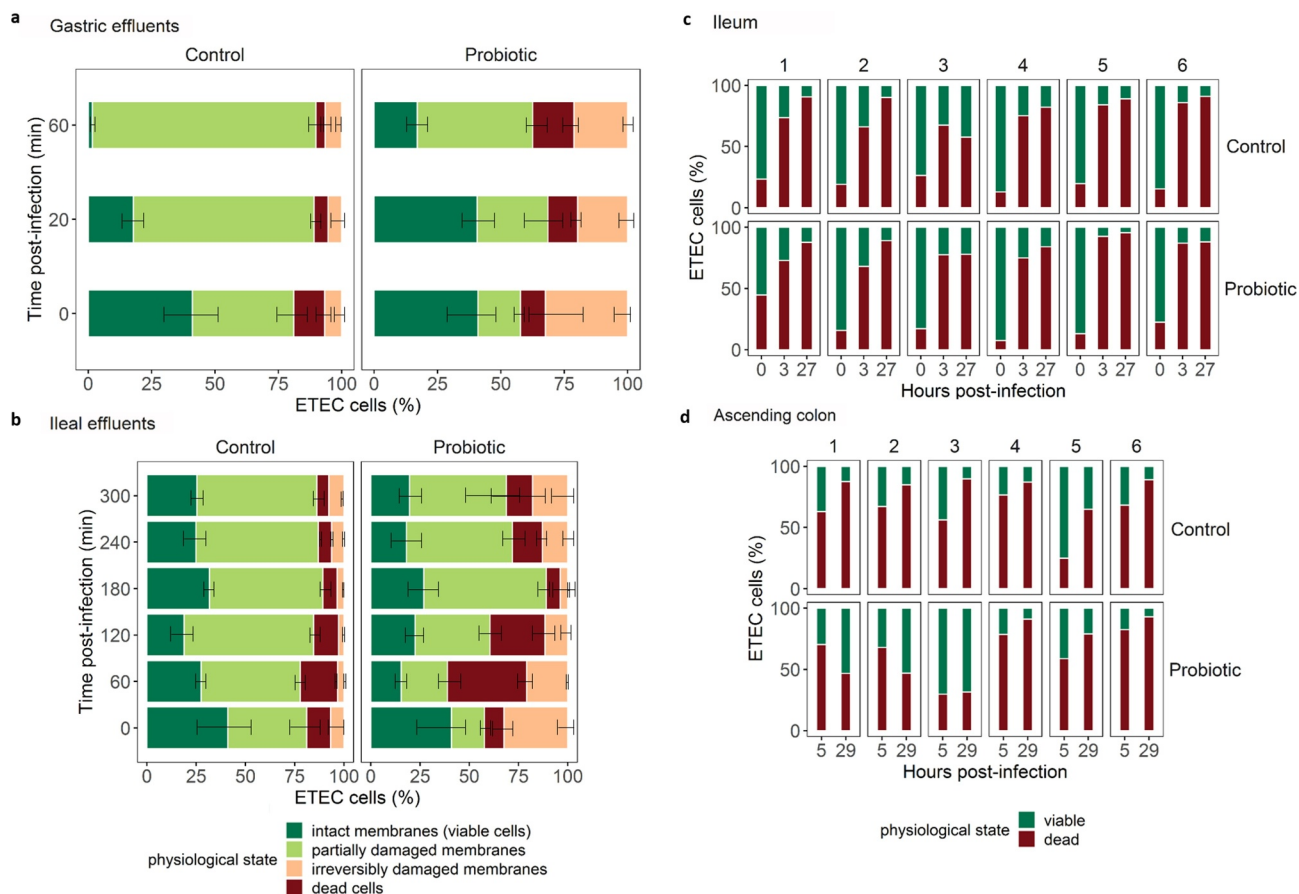 a Gastric effluents
Control Probiotic
Time post-infection (min)
60
20
0
0 25 50 75 100 0 25 50 75 100
ETEC cells (%)
b Ileal effluents
Control Probiotic
Time post-infection (min)
300
240
180
120
60
0
0 25 50 75 100 0 25 50 75 100
ETEC cells (%)
physiological state
intact membranes (viable cells)
partially damaged membranes
irreversibly damaged membranes
dead cells
c Ileum
1 2 3 4 5 6
ETEC cells (%)
100
50
0
Control
100
50
0
Probiotic
0 3 27 0 3 27 0 3 27 0 3 27 0 3 27 0 3 27
Hours post-infection
d Ascending colon
1 2 3 4 5 6
ETEC cells (%)
100
50
0
Control
100
50
0
Probiotic
5 29 5 29 5 29 5 29 5 29 5 29
Hours post-infection
physiological state
viable
dead